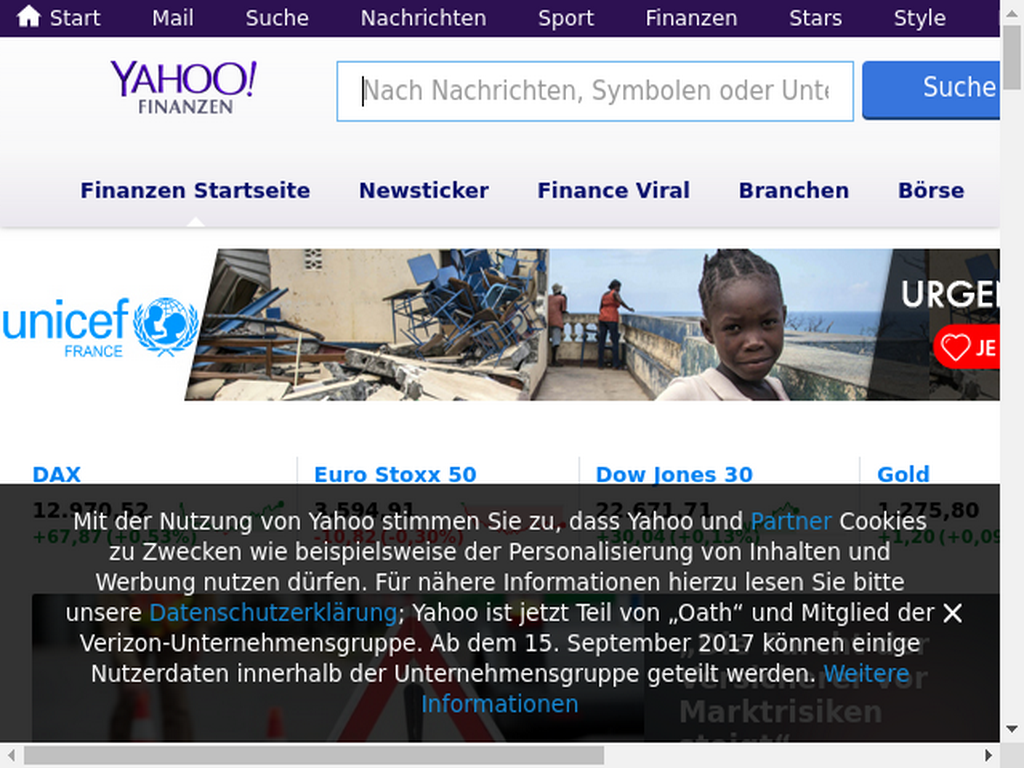 Start Mail Suche Nachrichten Sport Finanzen Stars Style
YAHOO!
FINANZEN
Nach Nachrichten, Symbolen oder Unte
Suche
Finanzen Startseite Newsticker Finance Viral Branchen Börse
unicef
FRANCE
URGE
JE
DAX Euro Stoxx 50 Dow Jones 30 Gold
12.970,52 3.594,91 22.671,71 1.275,80
+67,87 (+0,53%) -10,82 (-0,30%) +30,04 (+0,13%) +1,20 (+0,09
Mit der Nutzung von Yahoo stimmen Sie zu, dass Yahoo und Partner Cookies
zu Zwecken wie beispielsweise der Personalisierung von Inhalten und
Werbung nutzen dürfen. Für nähere Informationen hierzu lesen Sie bitte
unsere Datenschutzerklärung; Yahoo ist jetzt Teil von „Oath“ und Mitglied der
Verizon-Unternehmensgruppe. Ab dem 15. September 2017 können einige
Nutzerdaten innerhalb der Unternehmensgruppe geteilt werden. Weitere
Informationen
Versicherer vor
Marktrisiken
steigt“